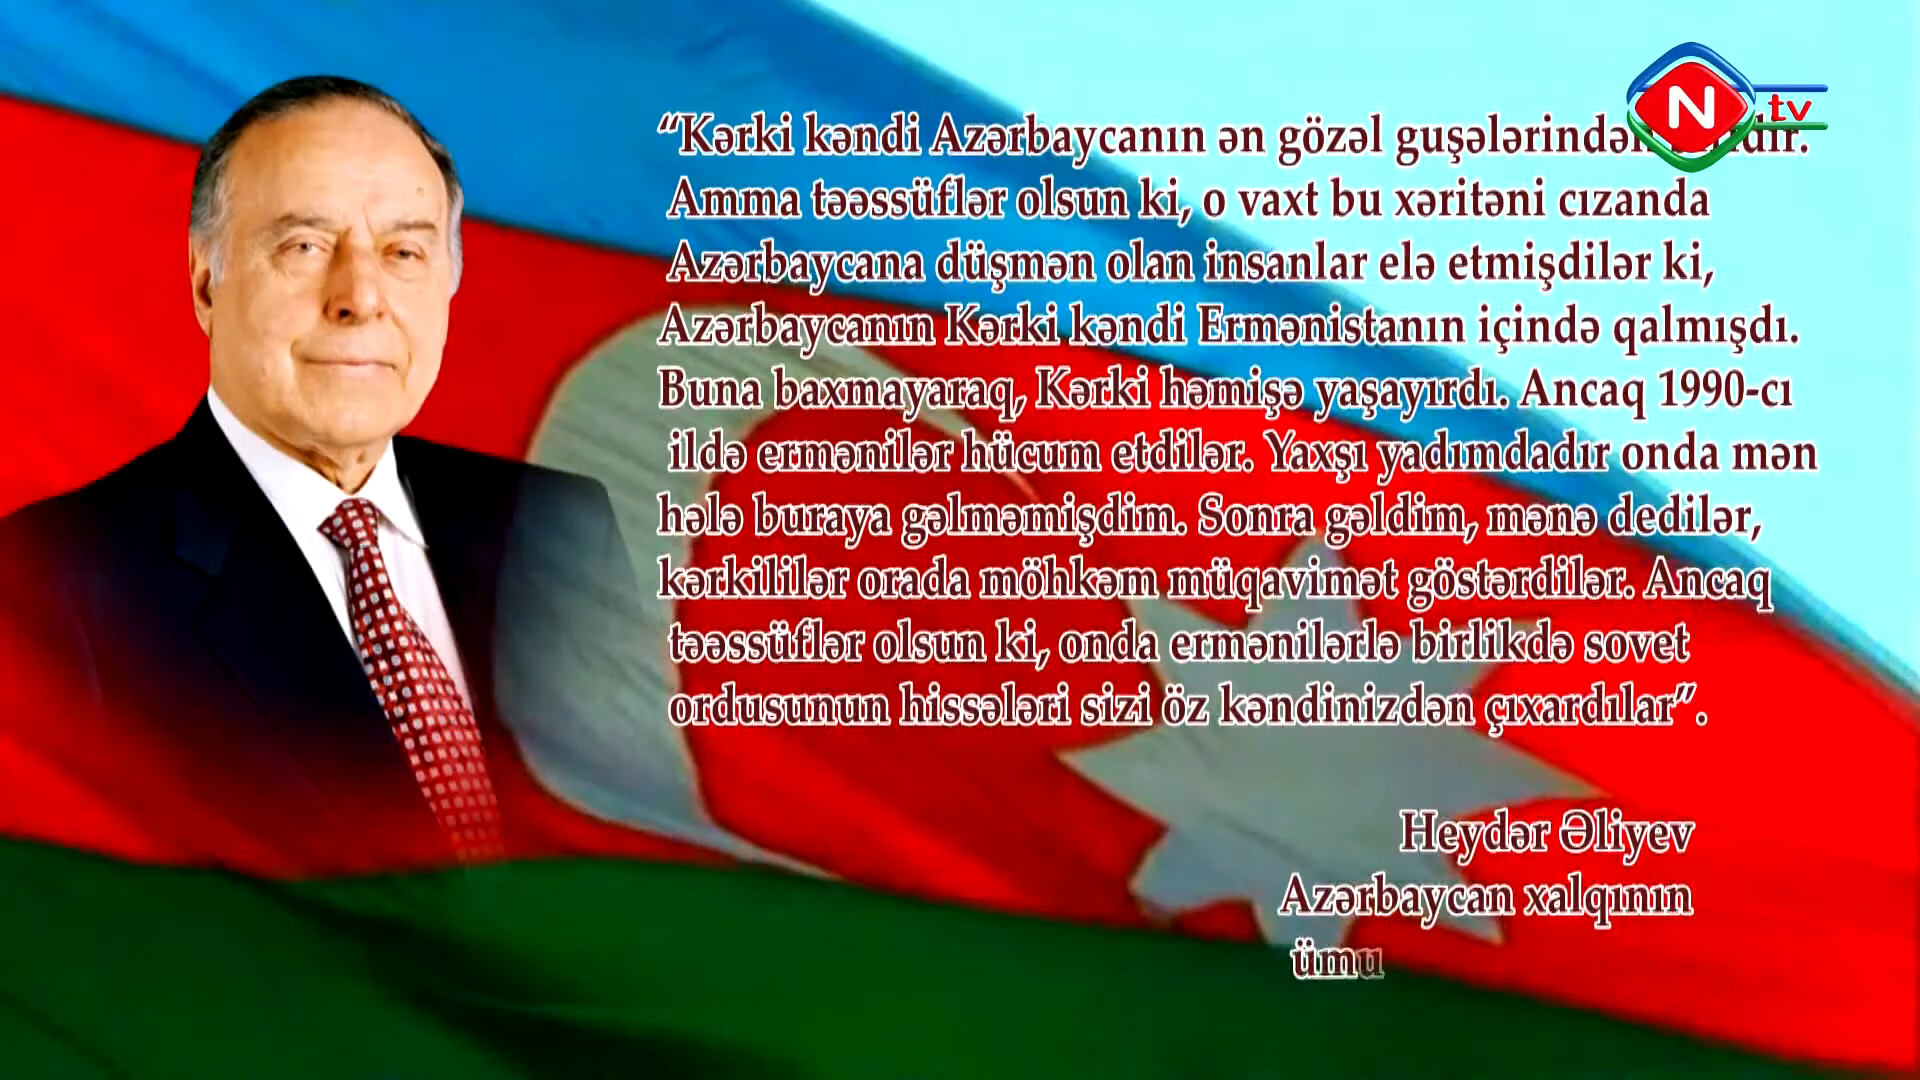 “Kərki kəndi Azərbaycanın ən gözəl guşələrindən
Amma təəssüflər olsun ki, o vaxt bu xəritəni cızanda
Azərbaycana düşmən olan insanlar elə etmişdilər ki,
Azərbaycanın Kərki kəndi Ermənistanın içində qalmışdı.
Buna baxmayaraq, Kərki həmişə yaşayırdı. Ancaq 1990-cı
ildə ermənilər hücum etdilər. Yaxşı yadımdadır onda mən
hələ buraya gəlməmişdim. Sonra gəldim, mənə dedilər,
kərkililər orada möhkəm müqavimət göstərdilər. Ancaq
təəssüflər olsun ki, onda ermənilərlə birlikdə sovet
ordusunun hissələri sizi öz kəndinizdən çıxardılar”.
Heydər Əliyev
Azərbaycan xalqının
ümu
N tv